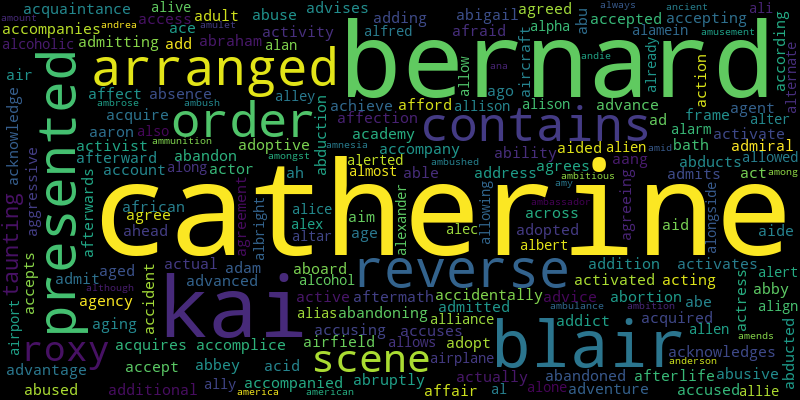 acquaintance alive advises adult abuse abigail agreed alpha abu always ancient ali
amount andrea access amulet amusement
accompanies ace adding accepted accepting
alcoholic admitting add abraham activity alan alfred afraid alamein already according alternate
bernard
air arranged allow aircraft andie action
presented affect absence alley ago ana frame agent
acknowledge ambrose ambush achieve afford allison alison advance ad alter
acquire order affection contains alarm activate
aaron also ammunition abduction academy aided alien bath admiral
activist adoptive amnesia accompany ability amid
aggressive afterward abandon amongst alerted ambushed agrees aang abducts allowed
account along actor ah almost able address ambitious admits act among
catherine
afterwards african alice aim alexander allowing amy agreeing aid alongside aide
taunting agree agreement albright alex age alec ambassador adopted across
ahead altar albert
accepts admit aged actual adam aboard reverse addition activates alert
accident advanced alcohol activated acting abby
although agency kai active aftermath accidentally advice abortion abe actress align
airport aging alias abandoning admitted ambulance ambition acquired
roxy accusing accuses alliance blair addict allen amends abducted
acquires accomplice airfield allows adopt acknowledges
advantage accept abbey acid scene airplane actually abandoned anderson afterlife abusive
abused additional ally accompanied abruptly affair al alone adventure accused allie
america american